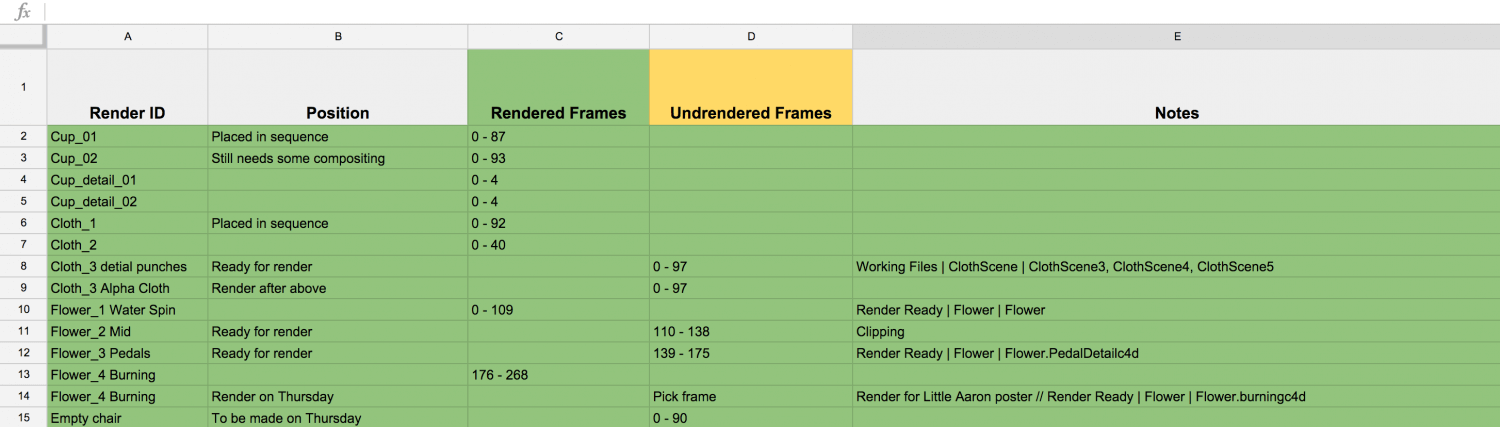 fx
A B C D E
1 Render ID Position Rendered Frames Undrendered Frames Notes
2 Cup_01 Placed in sequence 0 - 87
3 Cup_02 Still needs some compositing 0 - 93
4 Cup_detail_01 0 - 4
5 Cup_detail_02 0 - 4
6 Cloth_1 Placed in sequence 0 - 92
7 Cloth_2 0 - 40
8 Cloth_3 detial punches Ready for render 0 - 97 Working Files | ClothScene | ClothScene3, ClothScene4, ClothScene5
9 Cloth_3 Alpha Cloth Render after above 0 - 97
10 Flower_1 Water Spin 0 - 109 Render Ready | Flower | Flower
11 Flower_2 Mid Ready for render 110 - 138 Clipping
12 Flower_3 Pedals Ready for render 139 - 175 Render Ready | Flower | Flower.PedalDetailc4d
13 Flower_4 Burning 176 - 268
14 Flower_4 Burning Render on Thursday Pick frame Render for Little Aaron poster // Render Ready | Flower | Flower.burningc4d
15 Empty chair To be made on Thursday 0 - 90